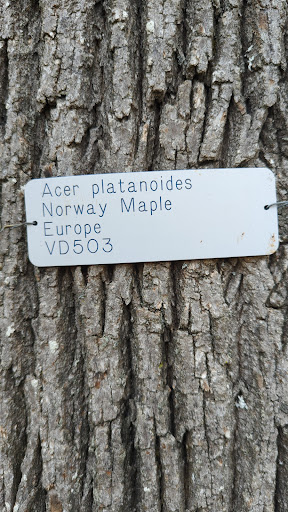 Acer platanoides
Norway Maple
Europe
VD503